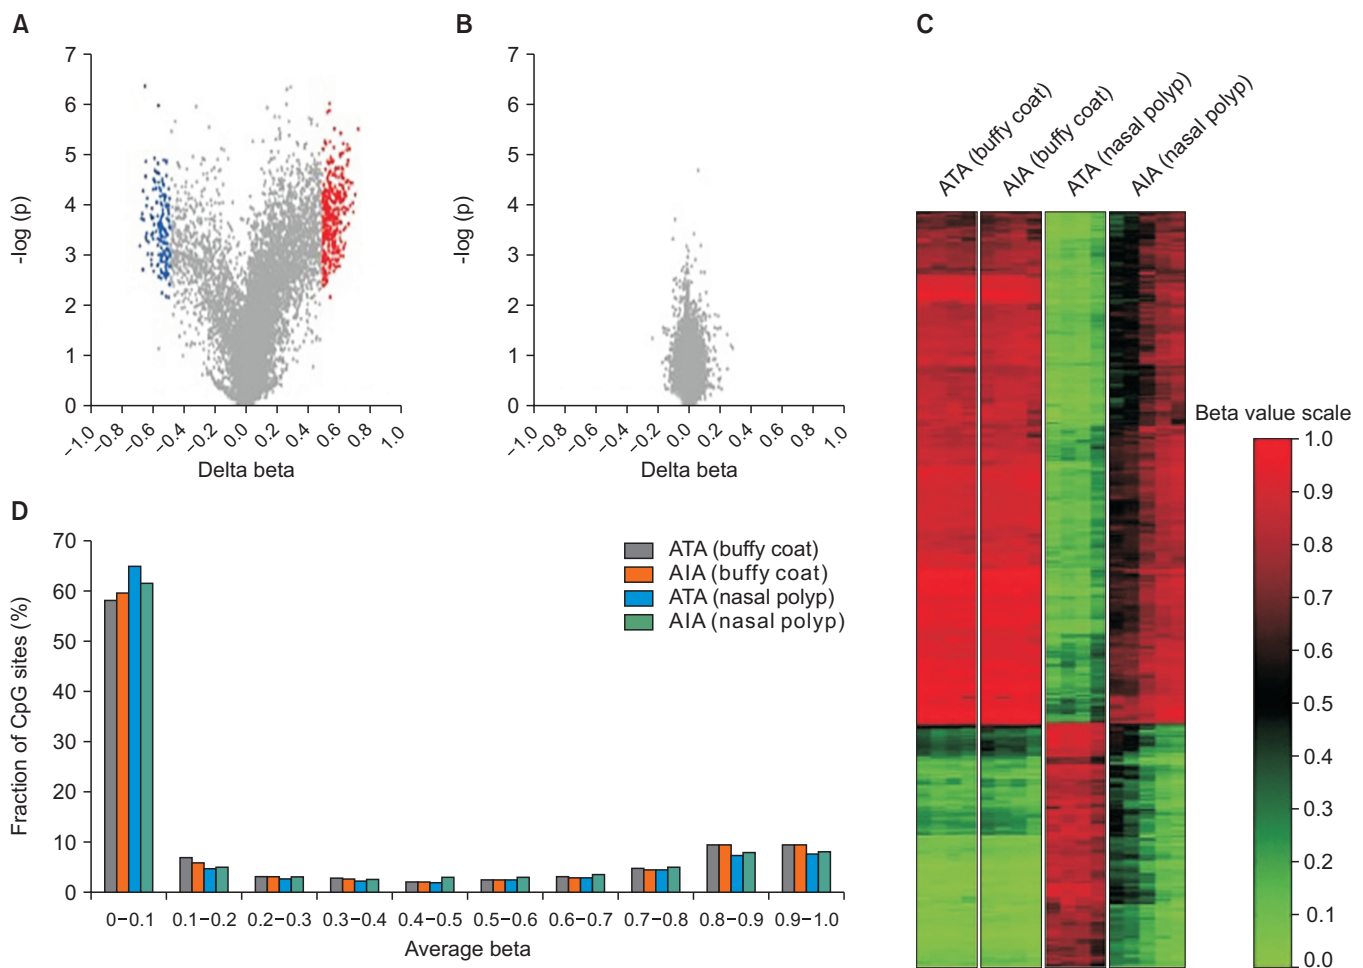 A
7
6
5
4
3
2
1
0
-log (p)
−1.0 −0.8 −0.6 −0.4 −0.2 0.0 0.2 0.4 0.6 0.8 1.0
Delta beta
B
7
6
5
4
3
2
1
0
-log (p)
−1.0 −0.8 −0.6 −0.4 −0.2 0.0 0.2 0.4 0.6 0.8 1.0
Delta beta
C
ATA (buffy coat)
AIA (buffy coat)
ATA (nasal polyp)
AIA (nasal polyp)
Beta value scale
1.0
0.9
0.8
0.7
0.6
0.5
0.4
0.3
0.2
0.1
0.0
D
70
60
50
40
30
20
10
0
Fraction of CpG sites (%)
ATA (buffy coat)
AIA (buffy coat)
ATA (nasal polyp)
AIA (nasal polyp)
0−0.1 0.1−0.2 0.2−0.3 0.3−0.4 0.4−0.5 0.5−0.6 0.6−0.7 0.7−0.8 0.8−0.9 0.9−1.0
Average beta